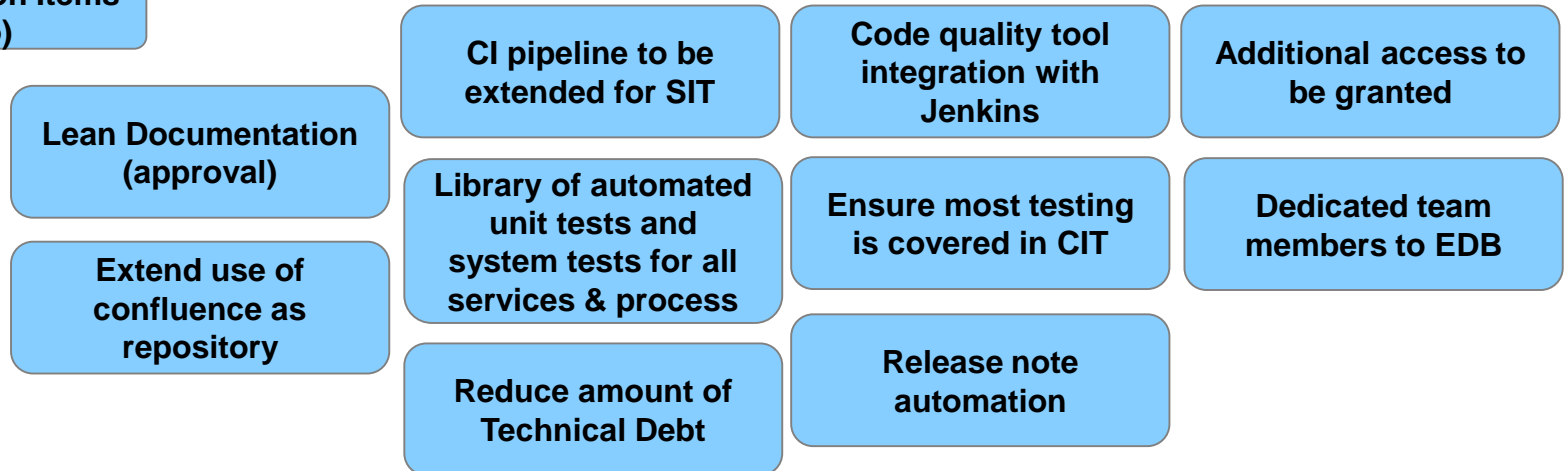 Items
CI pipeline to be
extended for SIT
Code quality tool
integration with
Jenkins
Additional access to
be granted
Lean Documentation
(approval)
Library of automated
unit tests and
system tests for all
services & process
Ensure most testing
is covered in CIT
Dedicated team
members to EDB
Extend use of
confluence as
repository
Reduce amount of
Technical Debt
Release note
automation